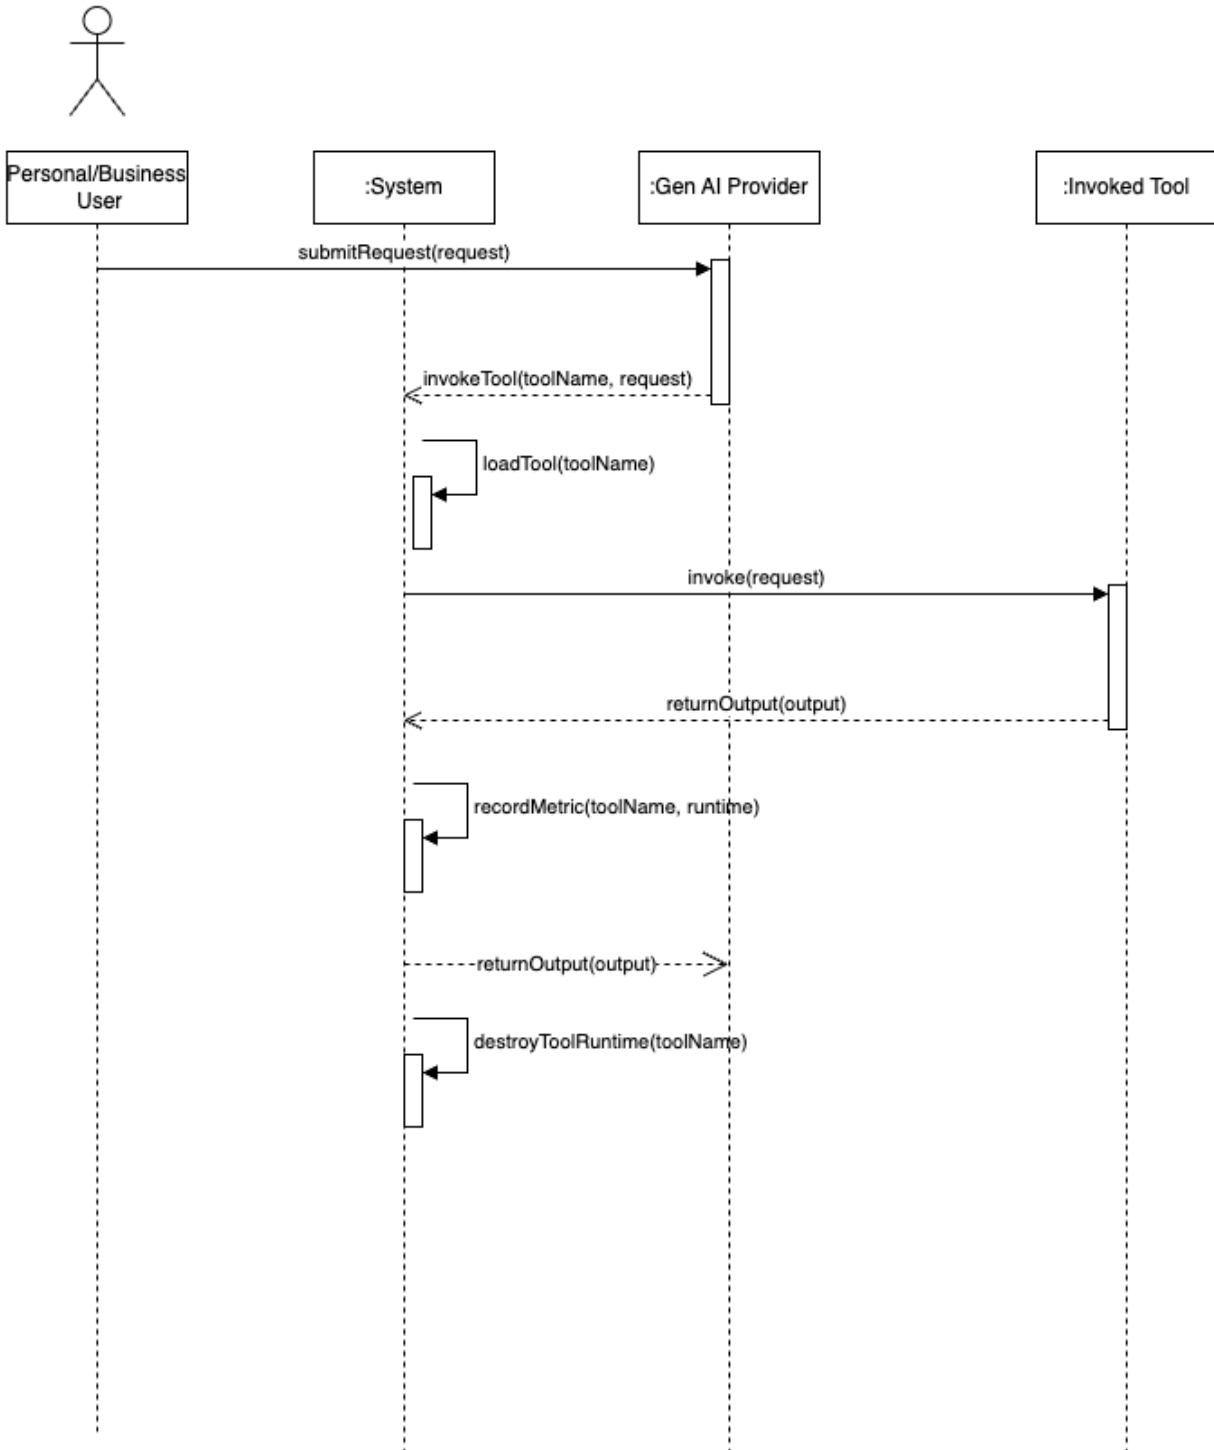 Personal/Business
User
:System
:Gen AI Provider
:Invoked Tool
submitRequest(request)
invokeTool(toolName, request)
loadTool(toolName)
invoke(request)
returnOutput(output)
recordMetric(toolName, runtime)
returnOutput(output)
destroyToolRuntime(toolName)